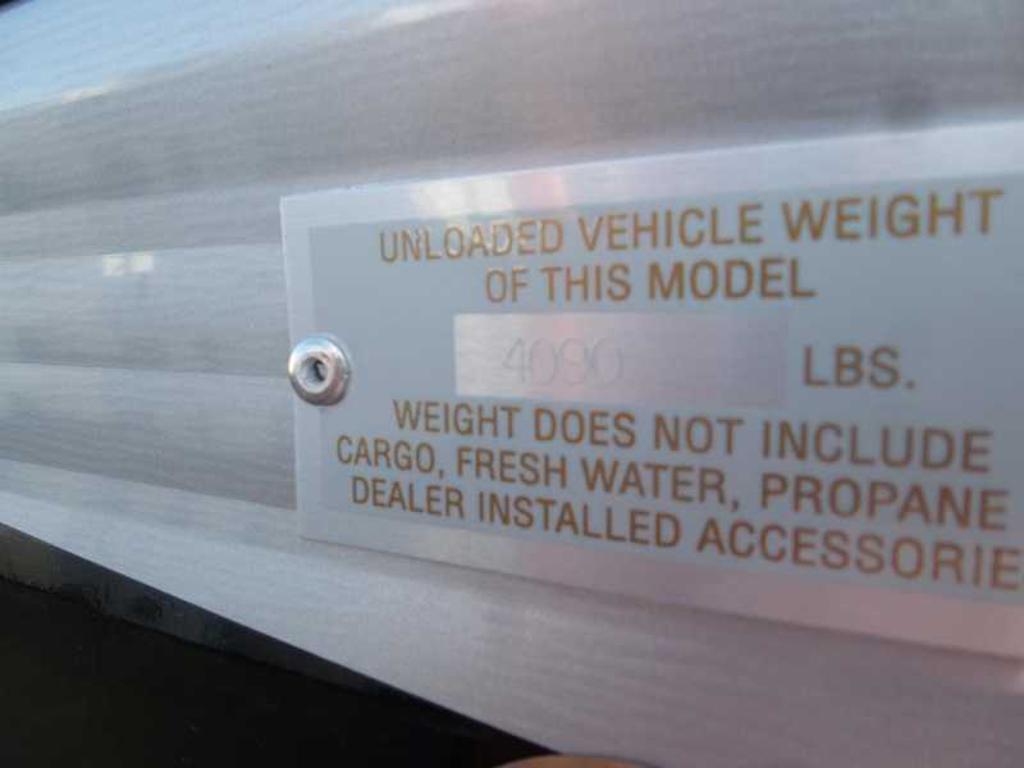 UNLOADED VEHICLE WEIGHT
OF THIS MODEL
4090 LBS.
WEIGHT DOES NOT INCLUDE
CARGO, FRESH WATER, PROPANE
DEALER INSTALLED ACCESSORIE